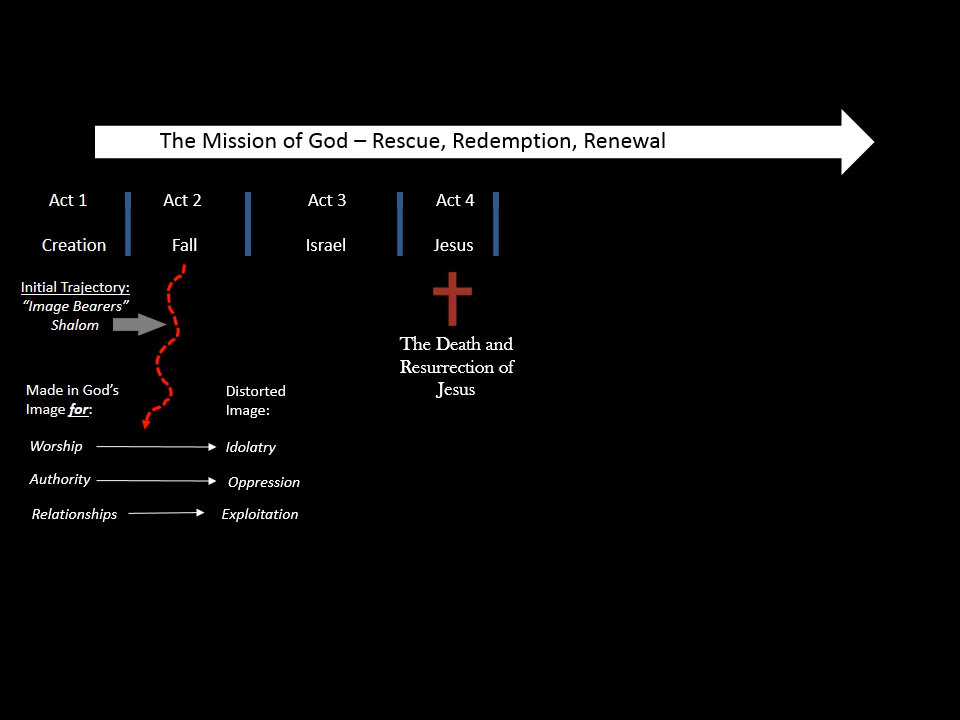 The Mission of God – Rescue, Redemption, Renewal
Act 1
Act 2
Act 3
Act 4
Creation
Fall
Israel
Jesus
Initial Trajectory:
“Image Bearers”
Shalom
The Death and
Resurrection of
Jesus
Made in God’s
Image for:
Distorted
Image:
Worship
Idolatry
Authority
Oppression
Relationships
Exploitation